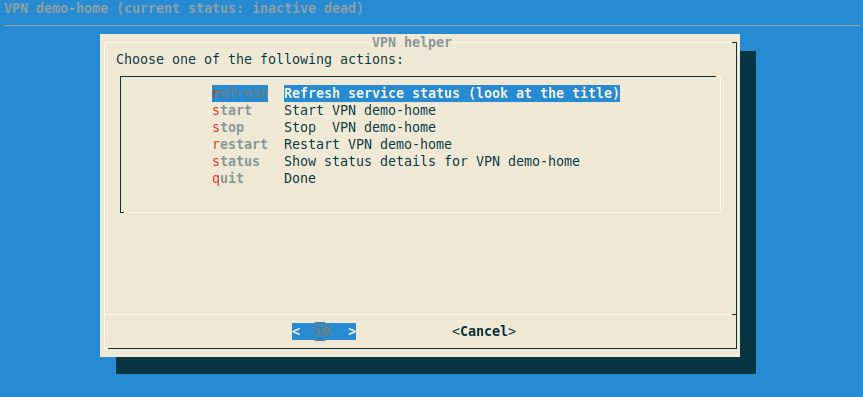 VPN demo-home (current status: inactive dead)
VPN helper
Choose one of the following actions:
refresh Refresh service status (look at the title)
start Start VPN demo-home
stop Stop  VPN demo-home
restart Restart VPN demo-home
status Show status details for VPN demo-home
quit Done
<  OK  > <Cancel>